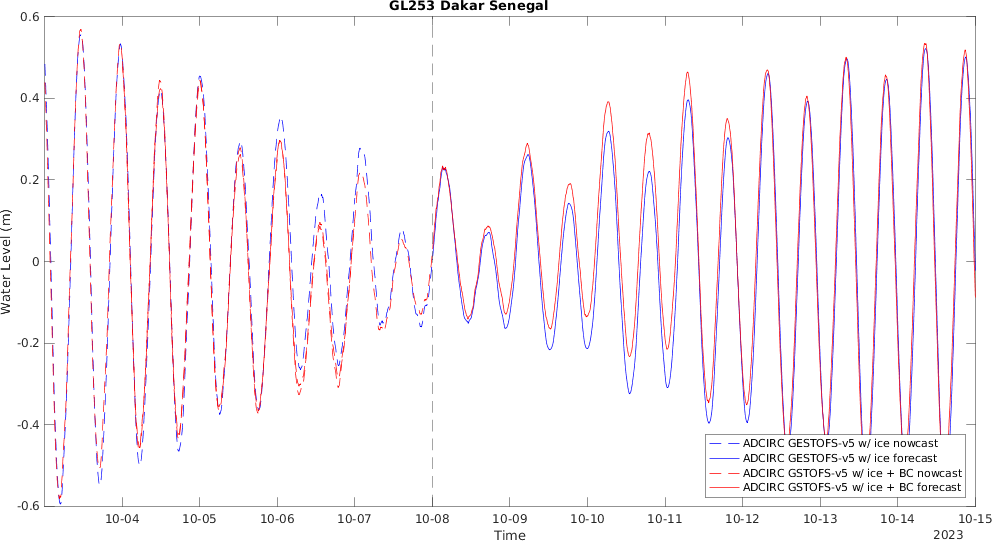 GL253 Dakar Senegal
0.6
0.4
0.2
0
-0.2
-0.4
-0.6
Water Level (m)
10-04
10-05
10-06
10-07
10-08
10-09
10-10
10-11
10-12
10-13
10-14
10-15
Time
2023
ADCIRC GESTOFS-v5 w/ ice nowcast
ADCIRC GESTOFS-v5 w/ ice forecast
ADCIRC GSTOFS-v5 w/ ice + BC nowcast
ADCIRC GSTOFS-v5 w/ ice + BC forecast